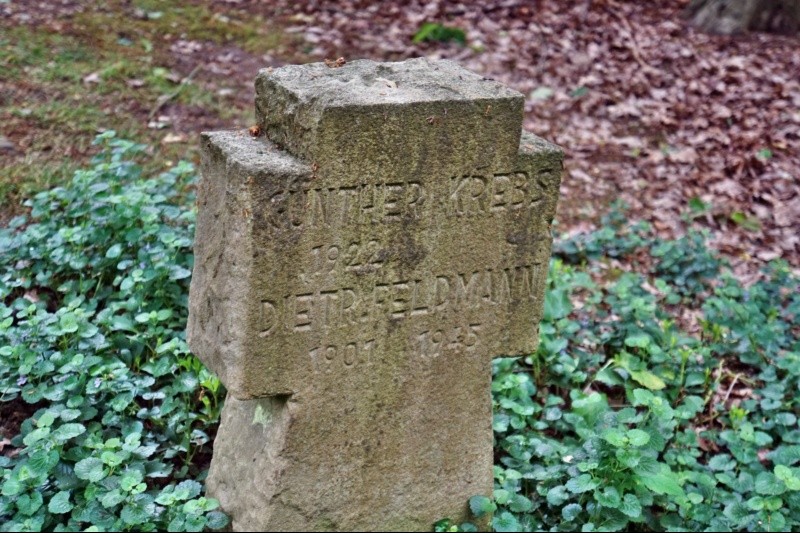 GÜNTHER KREBS
1922
DIETR. FELDMANN
1901 1945